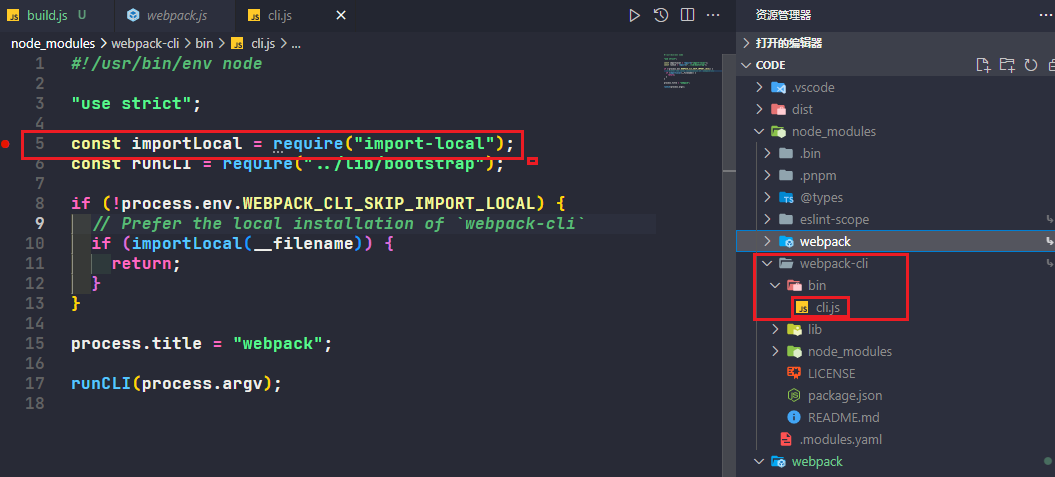 build.js
webpack.js
cli.js
node_modules > webpack-cli > bin > cli.js > ...
1 #!/usr/bin/env node
2
3 "use strict";
4
5 const importLocal = require("import-local");
6 const runCLI = require("../lib/bootstrap");
7
8 if (!process.env.WEBPACK_CLI_SKIP_IMPORT_LOCAL) {
9 // Prefer the local installation of `webpack-cli`
10 if (importLocal(__filename)) {
11 return;
12 }
13 }
14
15 process.title = "webpack";
16
17 runCLI(process.argv);
18
资源管理器
打开的编辑器
CODE
.vscode
dist
node_modules
.bin
.pnpm
@types
eslint-scope
webpack
webpack-cli
bin
cli.js
lib
node_modules
LICENSE
package.json
README.md
.modules.yaml
webpack